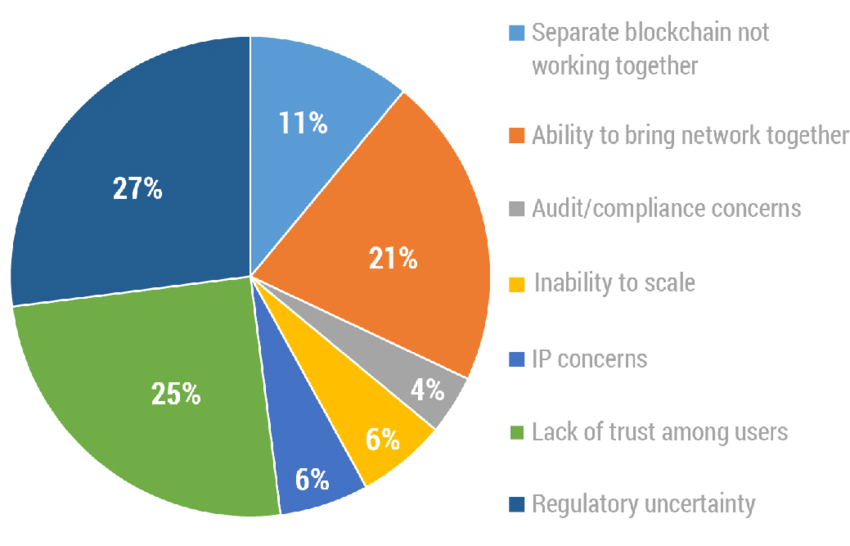 11%
21%
4%
6%
6%
25%
27%
Separate blockchain not
working together
Ability to bring network together
Audit/compliance concerns
Inability to scale
IP concerns
Lack of trust among users
Regulatory uncertainty